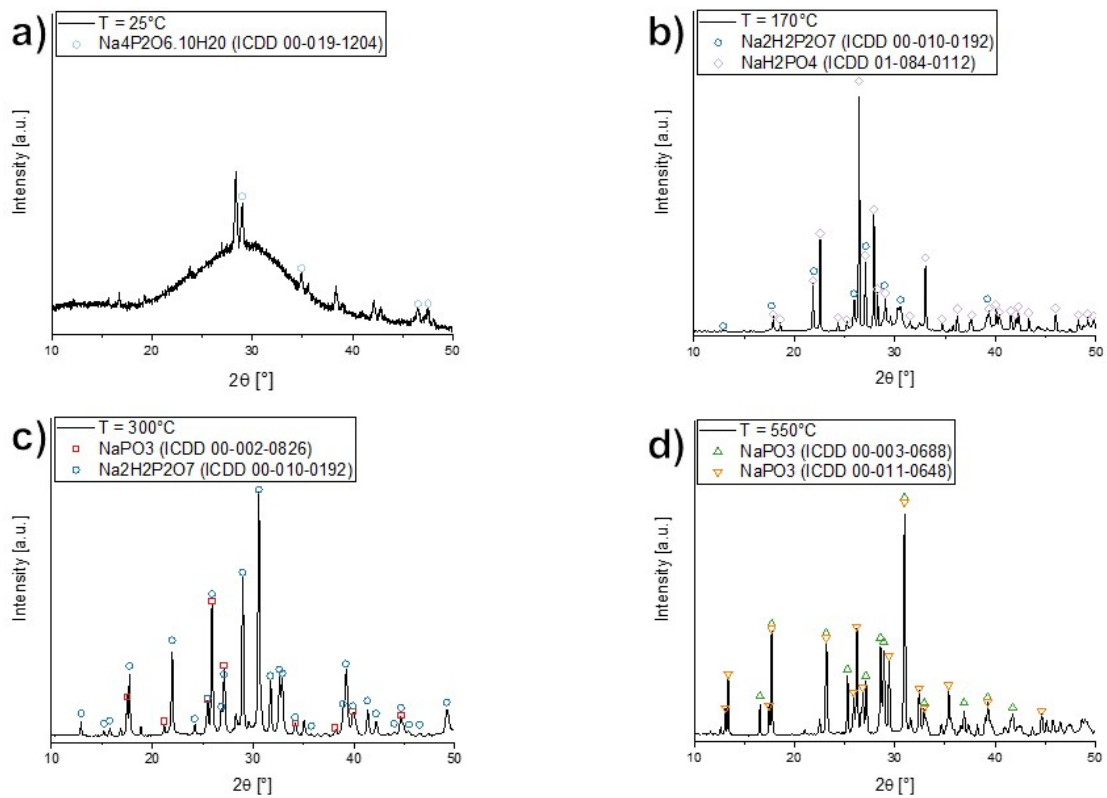 a)
T = 25°C
Na4P2O6.10H20 (ICDD 00-019-1204)
Intensity [a.u.]
10 20 30 40 50
2θ [°]
b)
T = 170°C
Na2H2P2O7 (ICDD 00-010-0192)
NaH2PO4 (ICDD 01-084-0112)
Intensity [a.u.]
10 20 30 40 50
2θ [°]
c)
T = 300°C
NaPO3 (ICDD 00-002-0826)
Na2H2P2O7 (ICDD 00-010-0192)
Intensity [a.u.]
10 20 30 40 50
2θ [°]
d)
T = 550°C
NaPO3 (ICDD 00-003-0688)
NaPO3 (ICDD 00-011-0648)
Intensity [a.u.]
10 20 30 40 50
2θ [°]